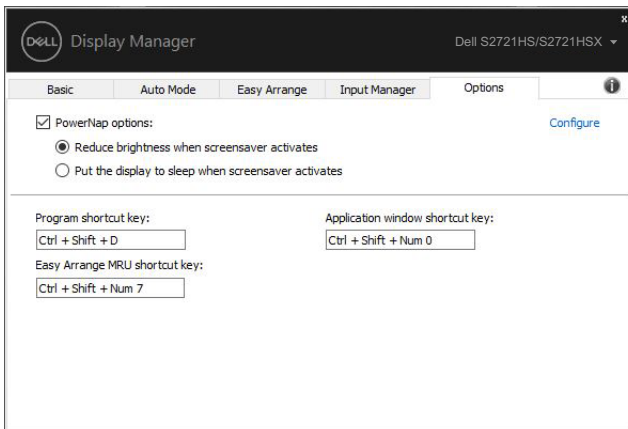 x
DELL Display Manager
Dell S2721HS/S2721HSX
Basic Auto Mode Easy Arrange Input Manager Options
PowerNap options: Configure
Reduce brightness when screensaver activates
Put the display to sleep when screensaver activates
Program shortcut key: Application window shortcut key:
Ctrl + Shift + D Ctrl + Shift + Num 0
Easy Arrange MRU shortcut key:
Ctrl + Shift + Num 7